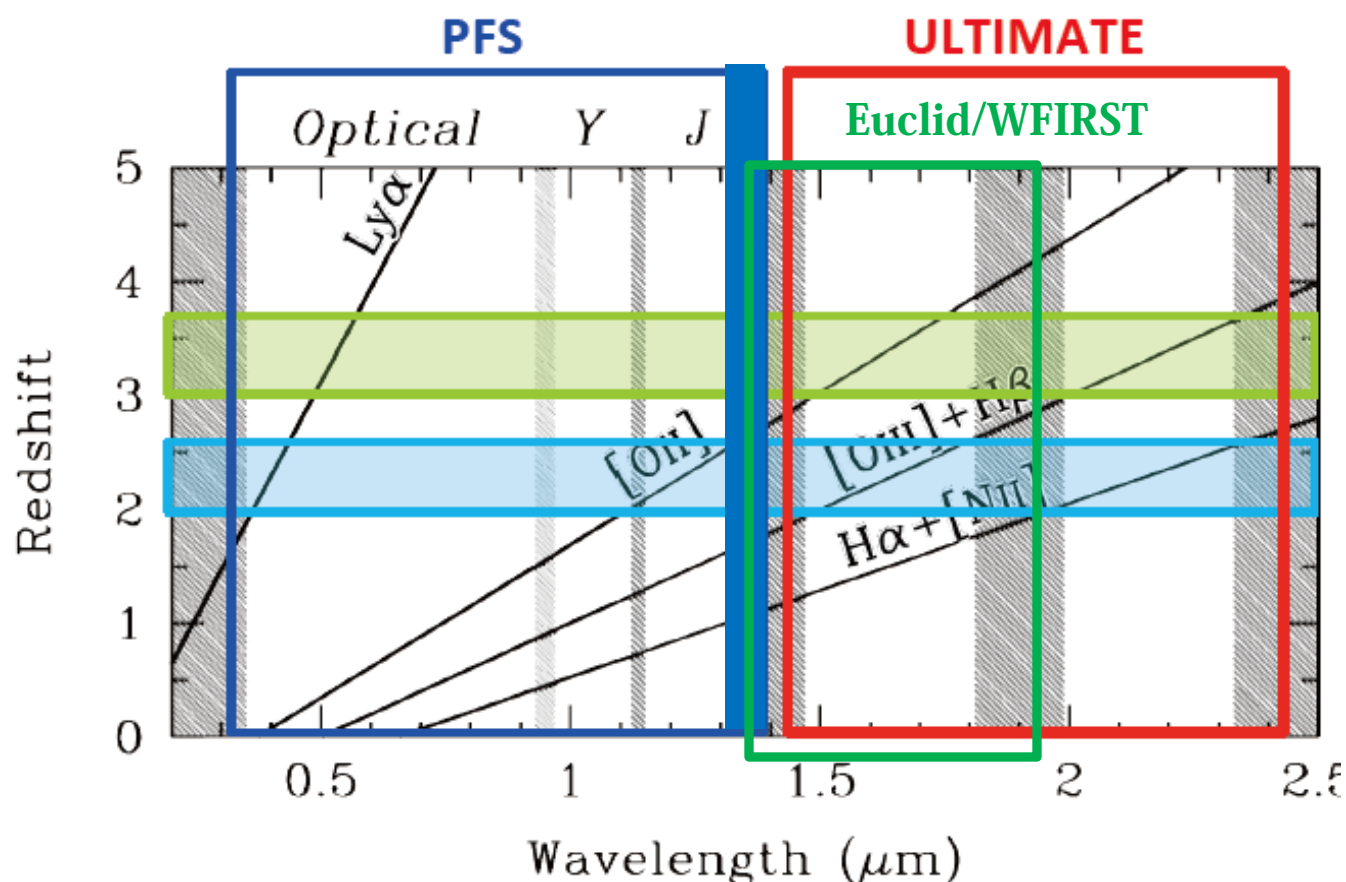 PFS ULTIMATE
Optical Y J Euclid/WFIRST
5
4
3
2
1
0
Redshift
Lyα
[OII]
[OIII]+Hβ
Hα+[NII]
0.5 1 1.5 2 2.5
Wavelength (μm)